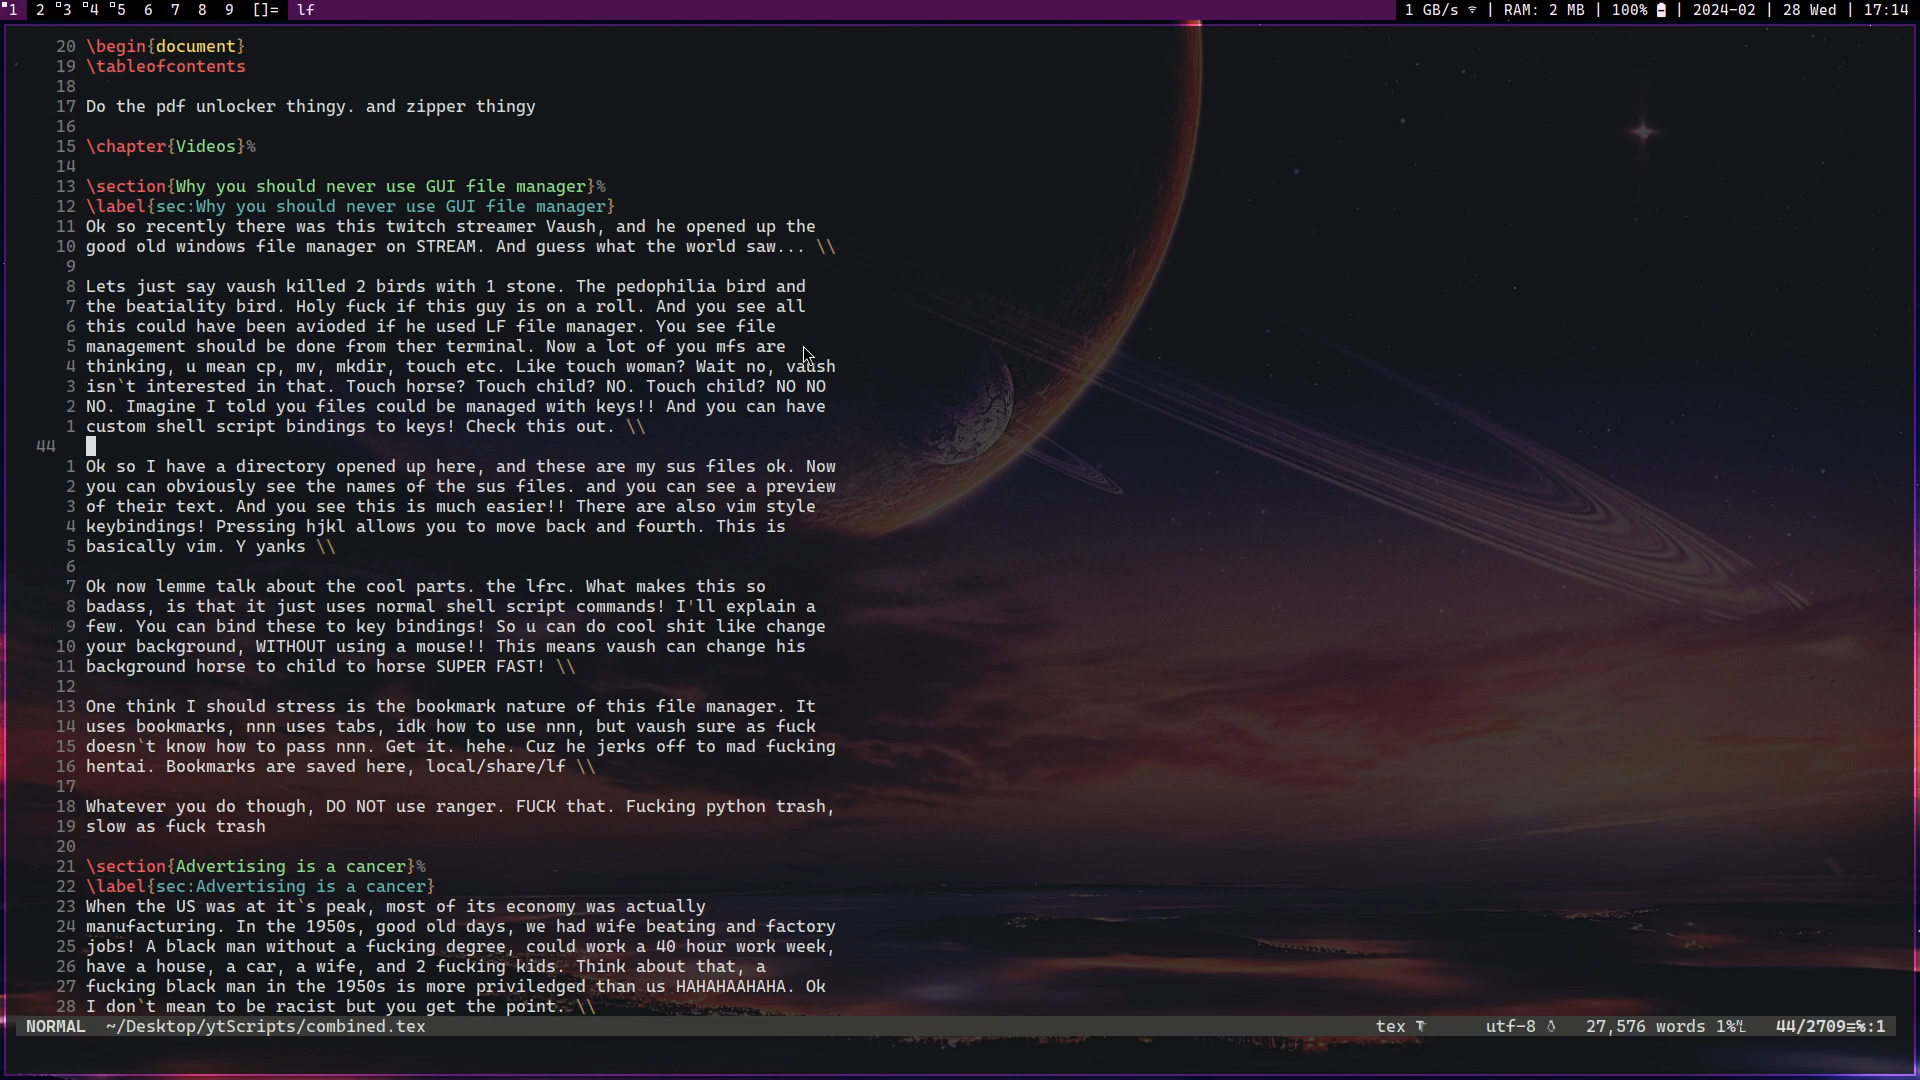 1 2 3 4 5 6 7 8 9 []= lf 1 GB/s | RAM: 2 MB | 100% | 2024-02 | 28 Wed | 17:14
20 \begin{document}
19 \tableofcontents
18
17 Do the pdf unlocker thingy. and zipper thingy
16
15 \chapter{Videos}%
14
13 \section{Why you should never use GUI file manager}%
12 \label{sec:Why you should never use GUI file manager}
11 Ok so recently there was this twitch streamer Vaush, and he opened up the
10 good old windows file manager on STREAM. And guess what the world saw... \\
9
8 Lets just say vaush killed 2 birds with 1 stone. The pedophilia bird and
7 the beatiality bird. Holy fuck if this guy is on a roll. And you see all
6 this could have been avioded if he used LF file manager. You see file
5 management should be done from ther terminal. Now a lot of you mfs are
4 thinking, u mean cp, mv, mkdir, touch etc. Like touch woman? Wait no, vaush
3 isn`t interested in that. Touch horse? Touch child? NO. Touch child? NO NO
2 NO. Imagine I told you files could be managed with keys!! And you can have
1 custom shell script bindings to keys! Check this out. \\
44
1 Ok so I have a directory opened up here, and these are my sus files ok. Now
2 you can obviously see the names of the sus files. and you can see a preview
3 of their text. And you see this is much easier!! There are also vim style
4 keybindings! Pressing hjkl allows you to move back and fourth. This is
5 basically vim. Y yanks \\
6
7 Ok now lemme talk about the cool parts. the lfrc. What makes this so
8 badass, is that it just uses normal shell script commands! I'll explain a
9 few. You can bind these to key bindings! So u can do cool shit like change
10 your background, WITHOUT using a mouse!! This means vaush can change his
11 background horse to child to horse SUPER FAST! \\
12
13 One think I should stress is the bookmark nature of this file manager. It
14 uses bookmarks, nnn uses tabs, idk how to use nnn, but vaush sure as fuck
15 doesn`t know how to pass nnn. Get it. hehe. Cuz he jerks off to mad fucking
16 hentai. Bookmarks are saved here, local/share/lf \\
17
18 Whatever you do though, DO NOT use ranger. FUCK that. Fucking python trash,
19 slow as fuck trash
20
21 \section{Advertising is a cancer}%
22 \label{sec:Advertising is a cancer}
23 When the US was at it`s peak, most of its economy was actually
24 manufacturing. In the 1950s, good old days, we had wife beating and factory
25 jobs! A black man without a fucking degree, could work a 40 hour work week,
26 have a house, a car, a wife, and 2 fucking kids. Think about that, a
27 fucking black man in the 1950s is more priviledged than us HAHAHAAHAHA. Ok
28 I don`t mean to be racist but you get the point. \\
NORMAL ~/Desktop/ytScripts/combined.tex tex utf-8 27,576 words 1% 44/2709≡%:1